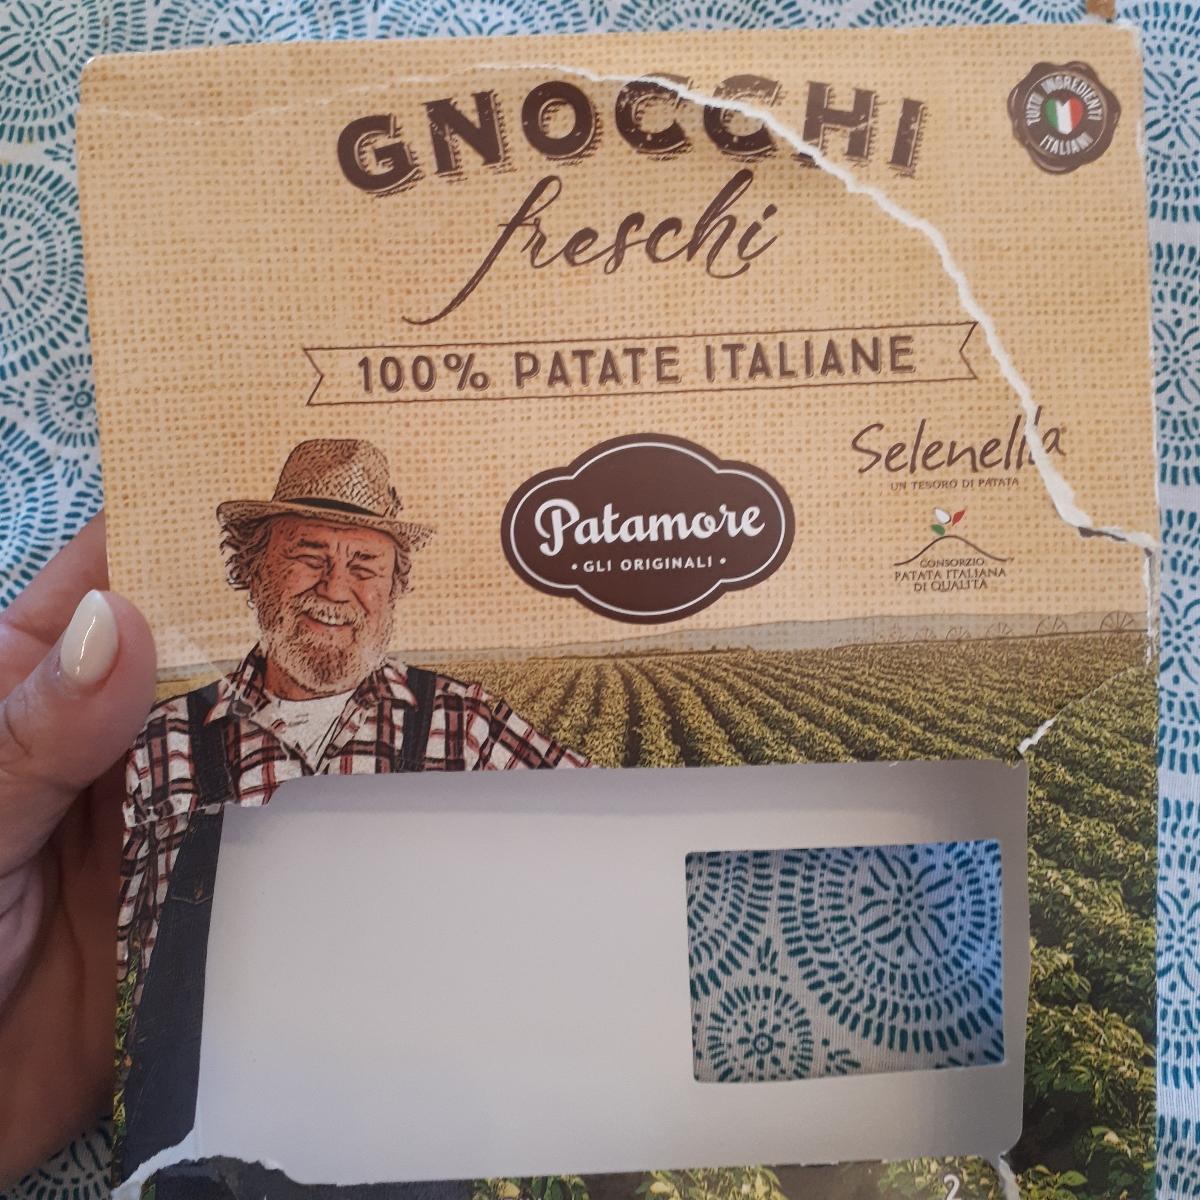 GNOCCHI
freschi
TUTTI INGREDIENTI
ITALIANI
100% PATATE ITALIANE
Selenella
UN TESORO DI PATATA
Patamore
• GLI ORIGINALI •
CONSORZIO
PATATA ITALIANA
DI QUALITÀ
2